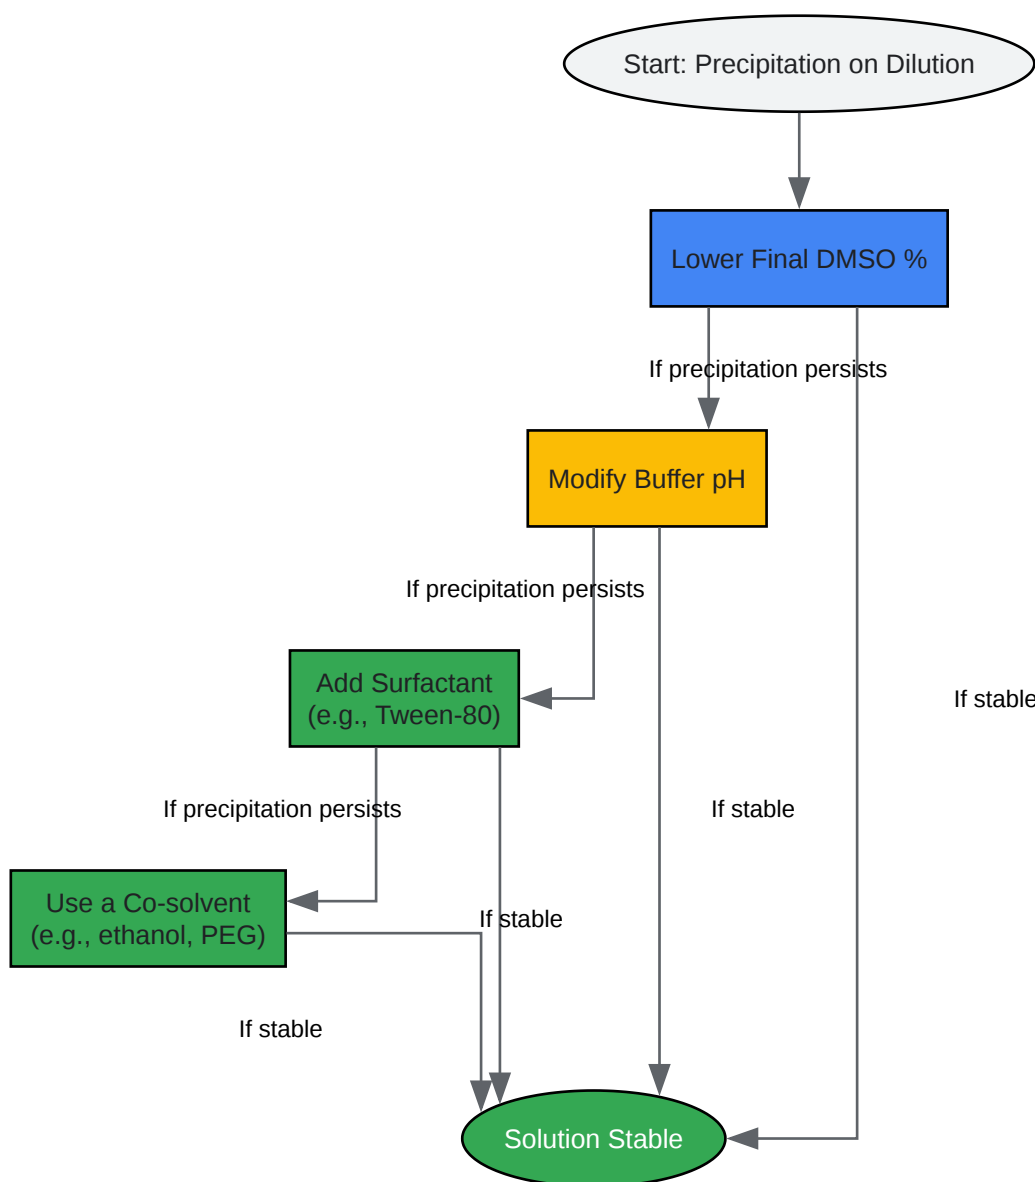 Start: Precipitation on Dilution
Lower Final DMSO %
If precipitation persists
Modify Buffer pH
If precipitation persists
Add Surfactant
(e.g., Tween-80)
If stable
If precipitation persists
If stable
Use a Co-solvent
(e.g., ethanol, PEG)
If stable
If stable
Solution Stable